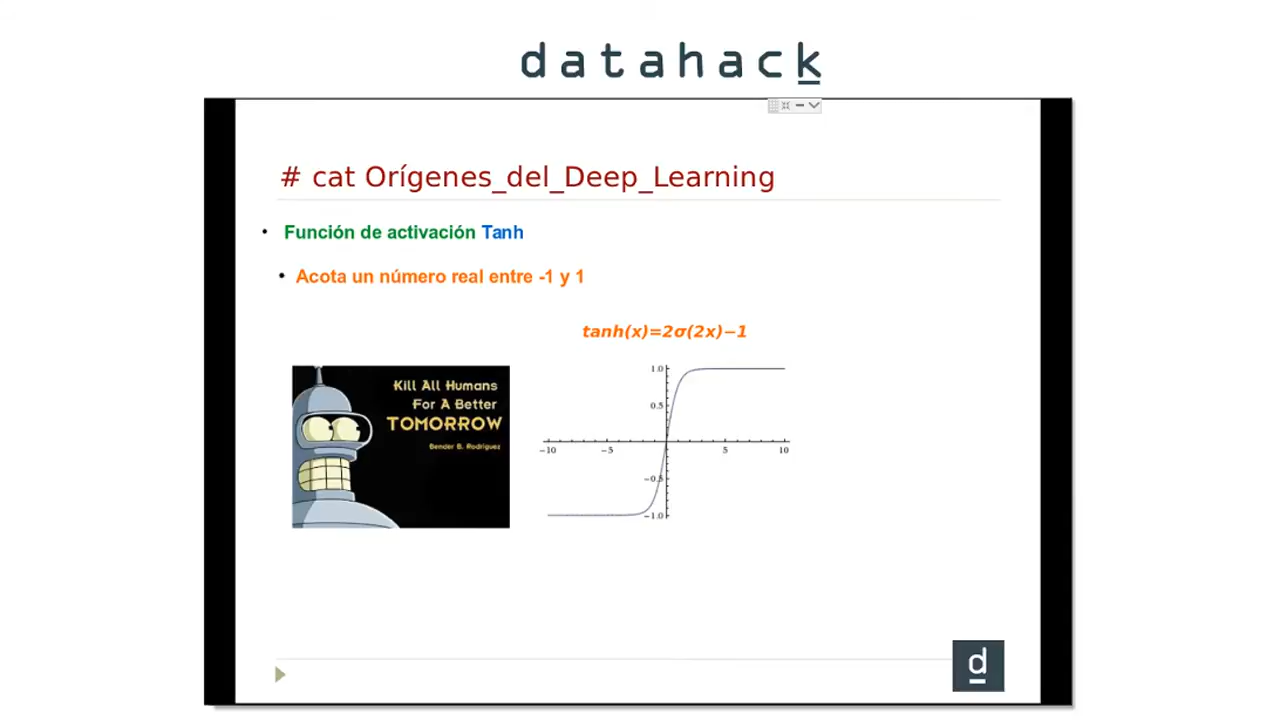 datahack
# cat Orígenes_del_Deep_Learning
• Función de activación Tanh
• Acota un número real entre -1 y 1
tanh(x)=2σ(2x)−1
Kill All Humans
For A Better
TOMORROW
Bender B. Rodriguez
1.0
0.5
−10
−5
5
10
−0.5
−1.0
d